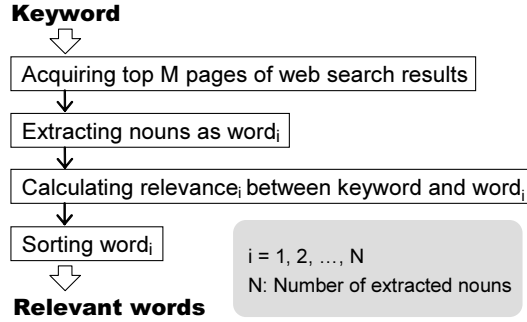 Keyword
Acquiring top M pages of web search results
Extracting nouns as wordᵢ
Calculating relevanceᵢ between keyword and wordᵢ
Sorting wordᵢ
i = 1, 2, …, N
N: Number of extracted nouns
Relevant words